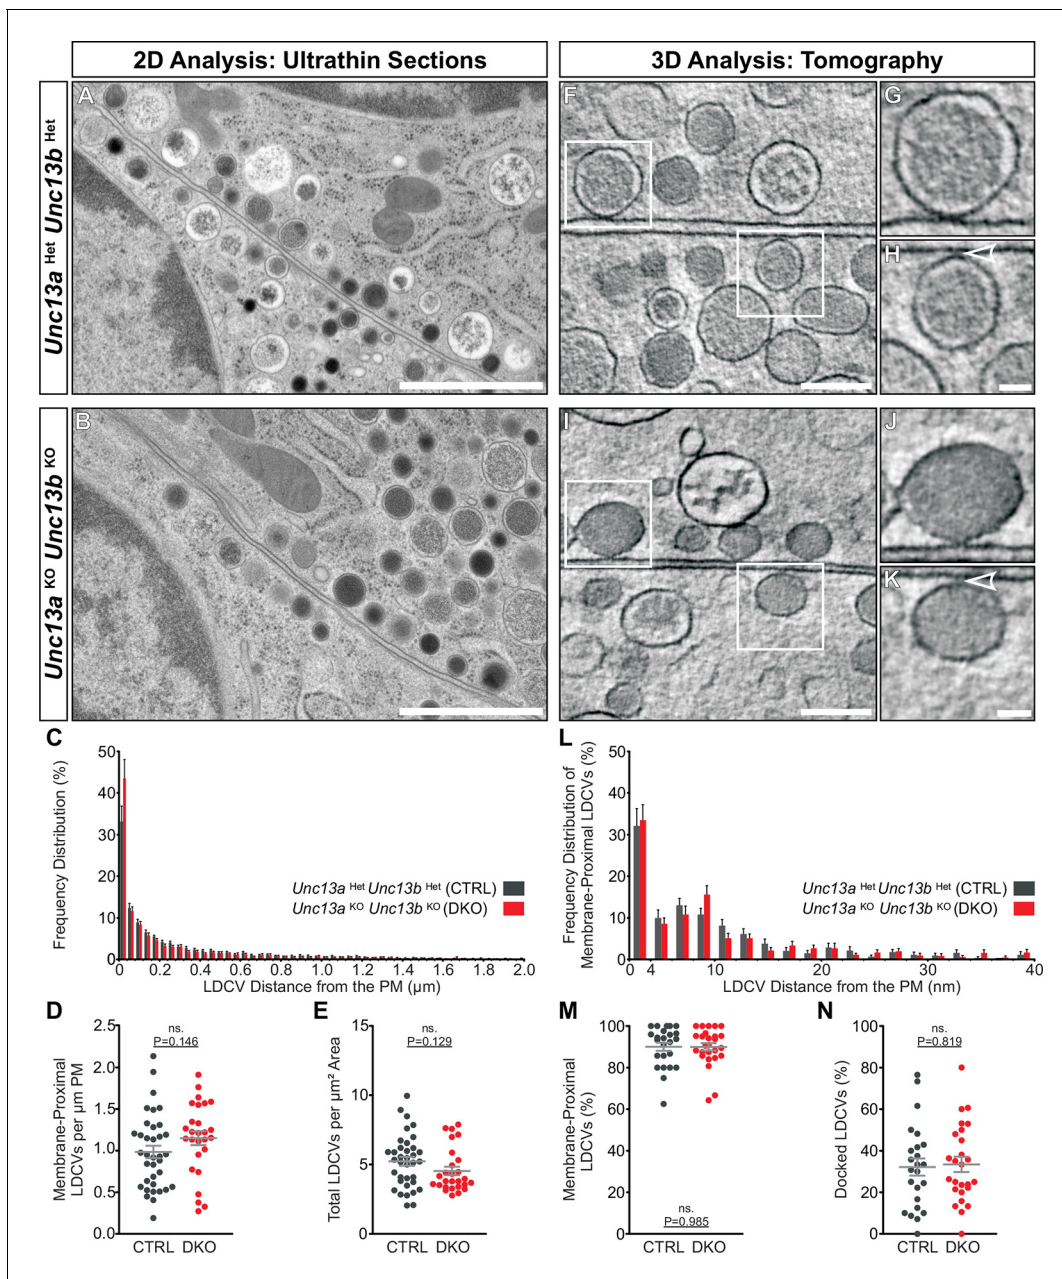 2D Analysis: Ultrathin Sections
3D Analysis: Tomography
Unc13a Het Unc13b Het
A
F
G
H
Unc13a KO Unc13b KO
B
I
J
K
C
Frequency Distribution (%)
50
40
30
20
10
0
Unc13a Het Unc13b Het (CTRL)
Unc13a KO Unc13b KO (DKO)
0 0.2 0.4 0.6 0.8 1.0 1.2 1.4 1.6 1.8 2.0
LDCV Distance from the PM (µm)
L
Frequency Distribution of
Membrane-Proximal LDCVs (%)
50
40
30
20
10
0
Unc13a Het Unc13b Het (CTRL)
Unc13a KO Unc13b KO (DKO)
0 4 10 20 30 40
LDCV Distance from the PM (nm)
D
Membrane-Proximal
LDCVs per µm PM
2.5
2.0
1.5
1.0
0.5
0.0
ns.
P=0.146
CTRL DKO
E
Total LDCVs per µm² Area
15
10
5
0
ns.
P=0.129
CTRL DKO
M
Membrane-Proximal
LDCVs (%)
100
80
60
40
20
0
ns.
P=0.985
CTRL DKO
N
Docked LDCVs (%)
100
80
60
40
20
0
ns.
P=0.819
CTRL DKO